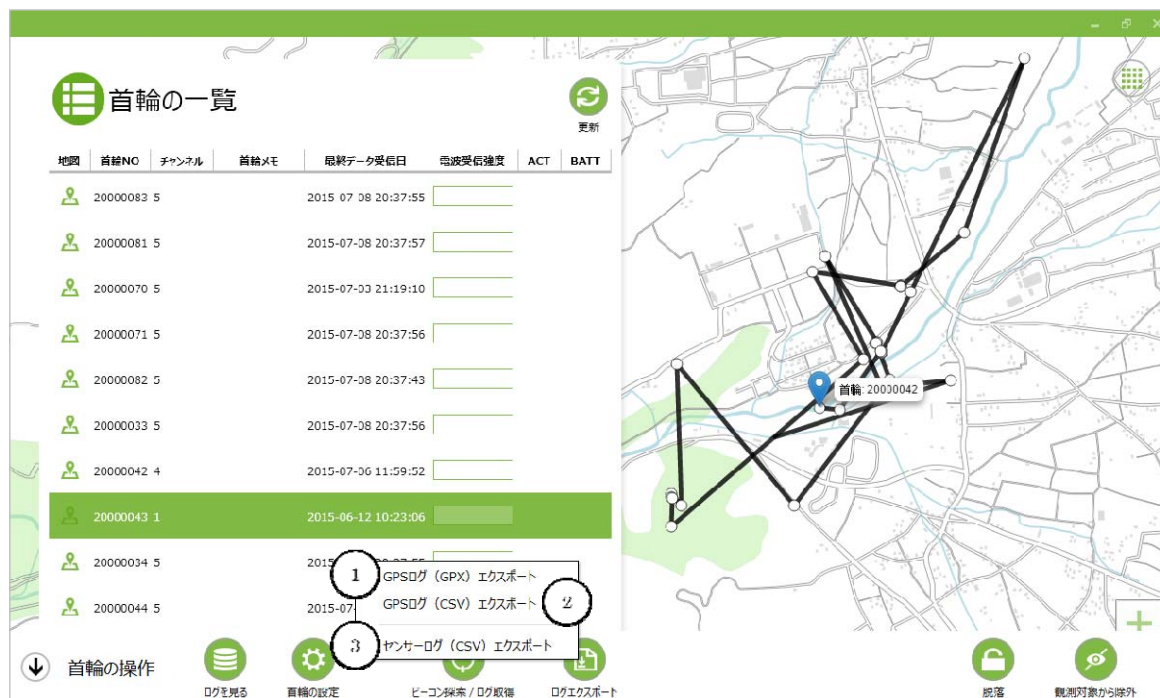 首輪の一覧
更新
地図 首輪NO チャンネル 首輪メモ 最終データ受信日 電波受信強度 ACT BATT
20000083 5 2015-07-08 20:37:55
20000081 5 2015-07-08 20:37:57
20000070 5 2015-07-03 21:19:10
20000071 5 2015-07-08 20:37:56
20000082 5 2015-07-08 20:37:43
20000033 5 2015-07-08 20:37:56
20000042 4 2015-07-06 11:59:52
20000043 1 2015-06-12 10:23:06
20000034 5 2015
20000044 5 2015-07
首輪: 20000042
1 GPSログ（GPX）エクスポート
GPSログ（CSV）エクスポート 2
3 センサーログ（CSV）エクスポート
首輪の操作
ログを見る 首輪の設定 ビーコン探索 / ログ取得 ログエクスポート 脱落 観測対象から除外